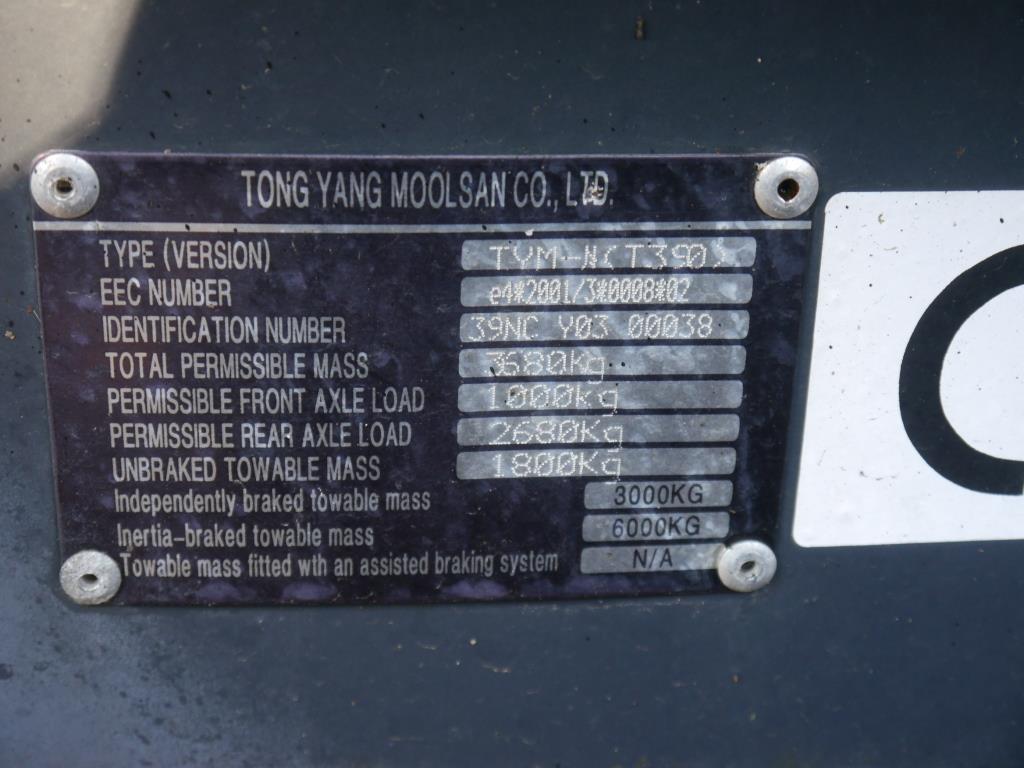 TONG YANG MOOLSAN CO., LTD.
TYPE (VERSION) TYM-N(T390)
EEC NUMBER e4*2001/3*0008*02
IDENTIFICATION NUMBER 39NC Y03 00038
TOTAL PERMISSIBLE MASS 3680Kg
PERMISSIBLE FRONT AXLE LOAD 1000kg
PERMISSIBLE REAR AXLE LOAD 2680Kg
UNBRAKED TOWABLE MASS 1800Kg
Independently braked towable mass 3000KG
Inertia-braked towable mass 6000KG
Towable mass fitted wth an assisted braking system N/A